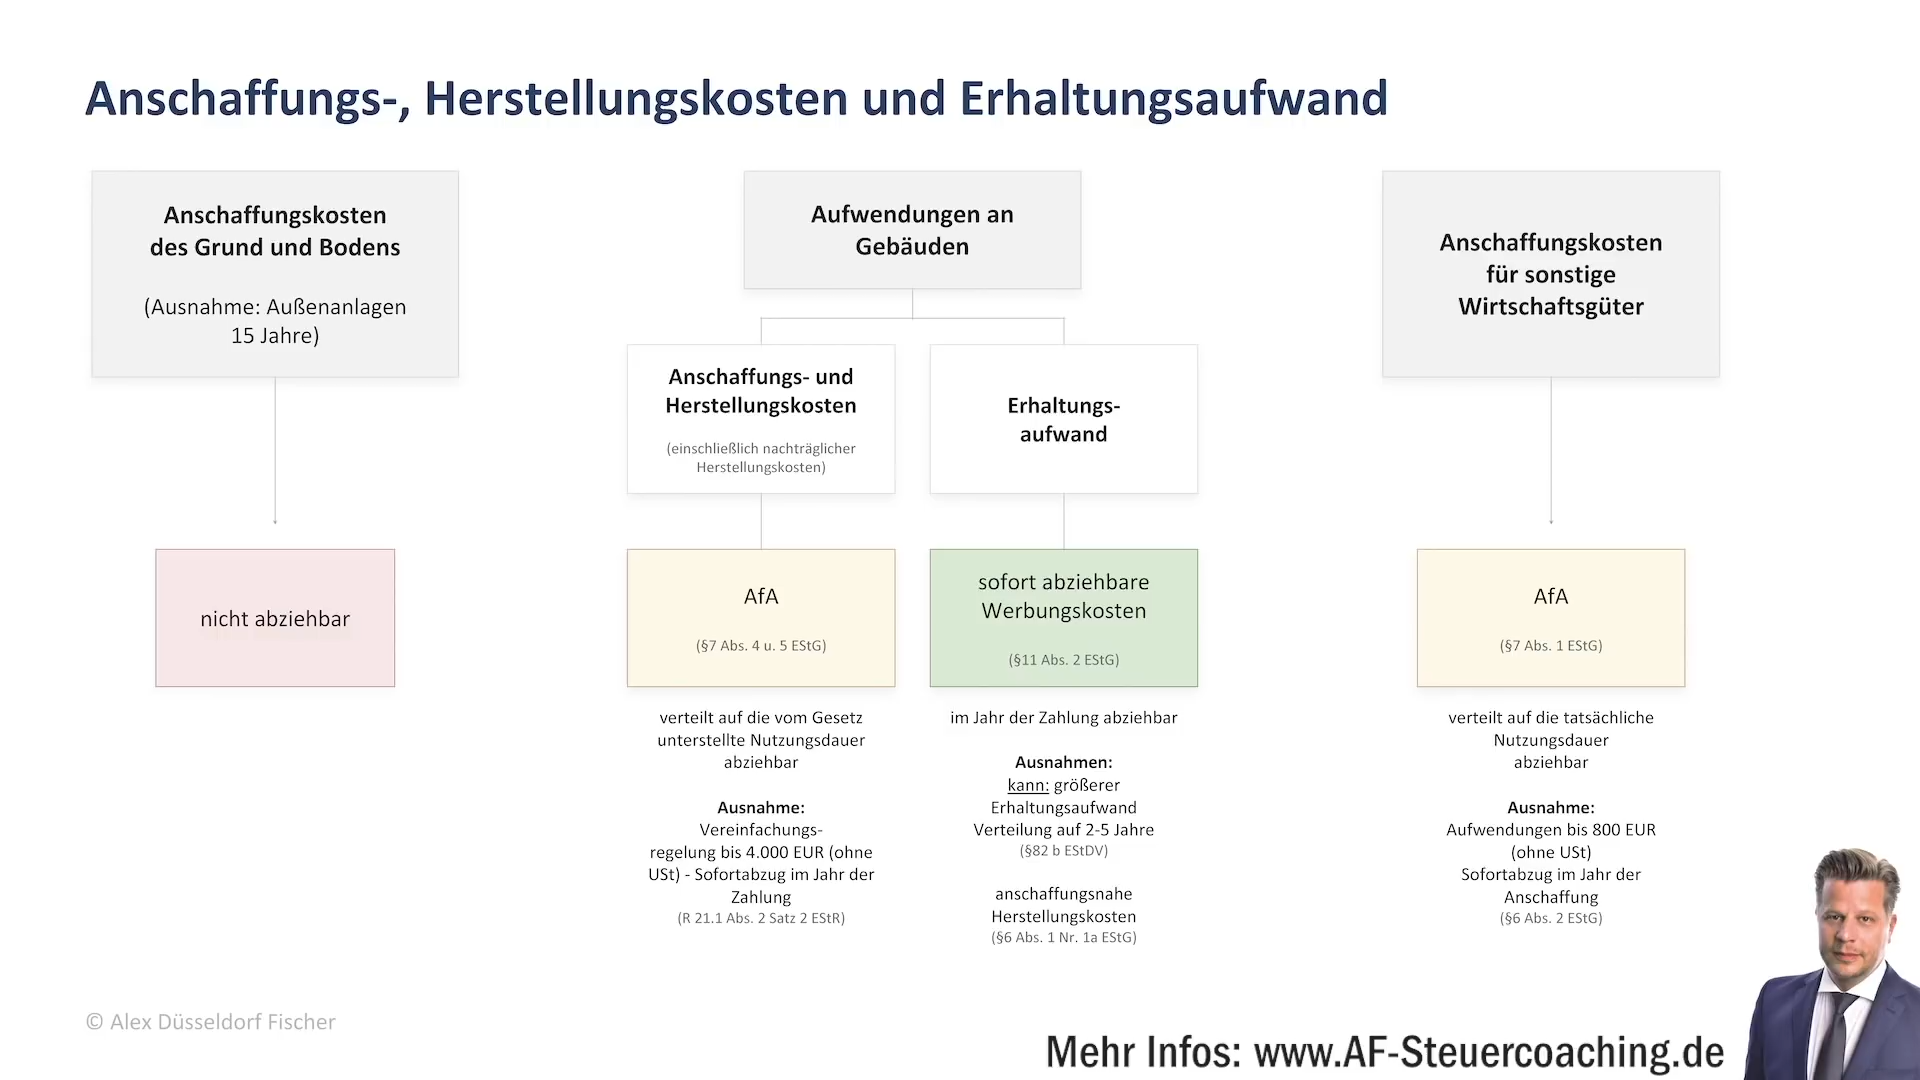 Anschaffungs-, Herstellungskosten und Erhaltungsaufwand
Anschaffungskosten
des Grund und Bodens
(Ausnahme: Außenanlagen
15 Jahre)
nicht abziehbar
Aufwendungen an
Gebäuden
Anschaffungs- und
Herstellungskosten
(einschließlich nachträglicher
Herstellungskosten)
AfA
(§7 Abs. 4 u. 5 EStG)
verteilt auf die vom Gesetz
unterstellte Nutzungsdauer
abziehbar
Ausnahme:
Vereinfachungs-
regelung bis 4.000 EUR (ohne
USt) - Sofortabzug im Jahr der
Zahlung
(R 21.1 Abs. 2 Satz 2 EStR)
Erhaltungs-
aufwand
sofort abziehbare
Werbungskosten
(§11 Abs. 2 EStG)
im Jahr der Zahlung abziehbar
Ausnahmen:
kann: größerer
Erhaltungsaufwand
Verteilung auf 2-5 Jahre
(§82 b EStDV)
anschaffungsnahe
Herstellungskosten
(§6 Abs. 1 Nr. 1a EStG)
Anschaffungskosten
für sonstige
Wirtschaftsgüter
AfA
(§7 Abs. 1 EStG)
verteilt auf die tatsächliche
Nutzungsdauer
abziehbar
Ausnahme:
Aufwendungen bis 800 EUR
(ohne USt)
Sofortabzug im Jahr der
Anschaffung
(§6 Abs. 2 EStG)
© Alex Düsseldorf Fischer
Mehr Infos: www.AF-Steuercoaching.de